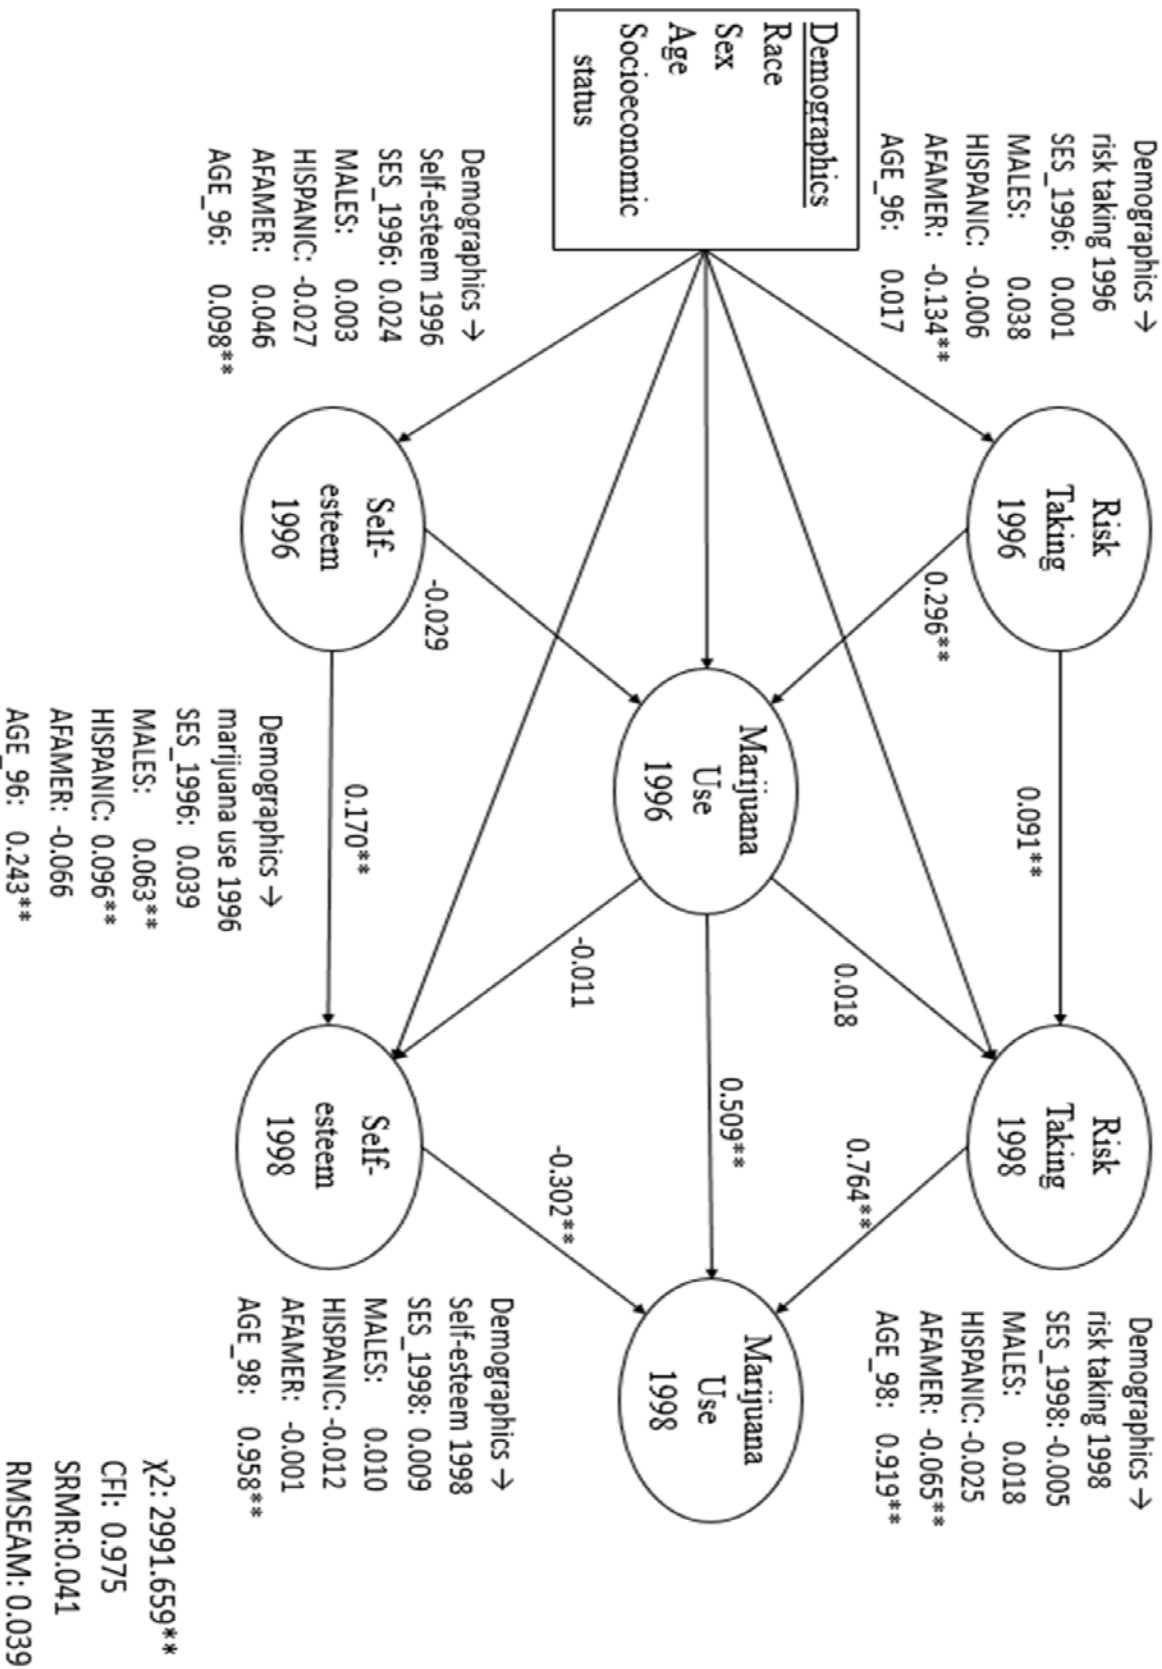 Demographics →
risk taking 1996
SES_1996: 0.001
MALES: 0.038
HISPANIC: -0.006
AFAMER: -0.134**
AGE_96: 0.017
Risk
Taking
1996
0.091**
Risk
Taking
1998
Demographics →
risk taking 1998
SES_1998: -0.005
MALES: 0.018
HISPANIC: -0.025
AFAMER: -0.065**
AGE_98: 0.919**
0.296**
0.018
0.764**
Demographics
Race
Sex
Age
Socioeconomic
status
Marijuana
Use
1996
0.509**
Marijuana
Use
1998
-0.029
-0.011
-0.302**
Demographics →
Self-esteem 1996
SES_1996: 0.024
MALES: 0.003
HISPANIC: -0.027
AFAMER: 0.046
AGE_96: 0.098**
Self-
esteem
1996
0.170**
Self-
esteem
1998
Demographics →
Self-esteem 1998
SES_1998: 0.009
MALES: 0.010
HISPANIC: -0.012
AFAMER: -0.001
AGE_98: 0.958**
Demographics →
marijuana use 1996
SES_1996: 0.039
MALES: 0.063**
HISPANIC: 0.096**
AFAMER: -0.066
AGE_96: 0.243**
χ2: 2991.659**
CFI: 0.975
SRMR:0.041
RMSEAM: 0.039